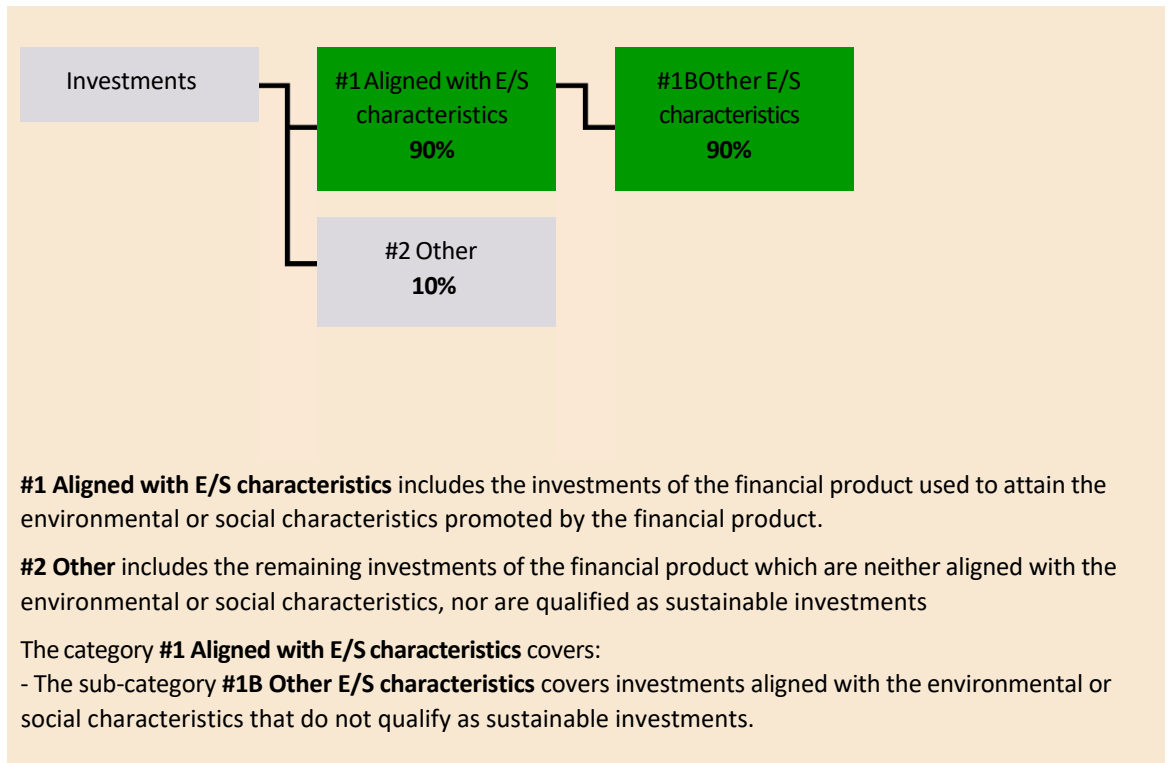 Investments
#1 Aligned with E/S
characteristics
90%
#1BOther E/S
characteristics
90%
#2 Other
10%
#1 Aligned with E/S characteristics includes the investments of the financial product used to attain the
environmental or social characteristics promoted by the financial product.
#2 Other includes the remaining investments of the financial product which are neither aligned with the
environmental or social characteristics, nor are qualified as sustainable investments
The category #1 Aligned with E/S characteristics covers:
- The sub-category #1B Other E/S characteristics covers investments aligned with the environmental or
social characteristics that do not qualify as sustainable investments.